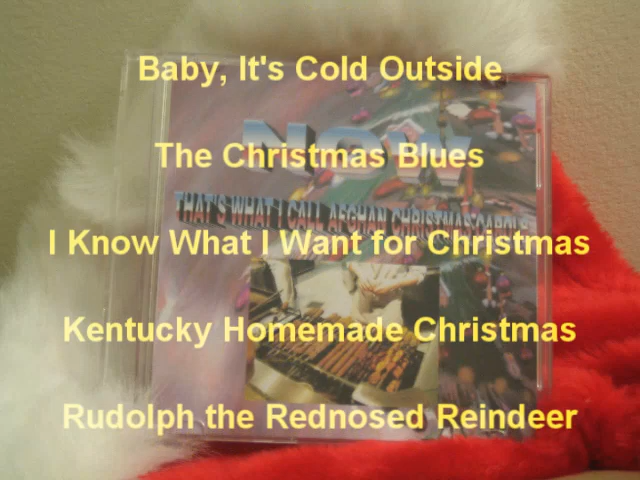 Baby, It's Cold Outside
NOW
The Christmas Blues
THAT'S WHAT I CALL AFGHAN CHRISTMAS CAROLS
I Know What I Want for Christmas
Kentucky Homemade Christmas
Rudolph the Rednosed Reindeer